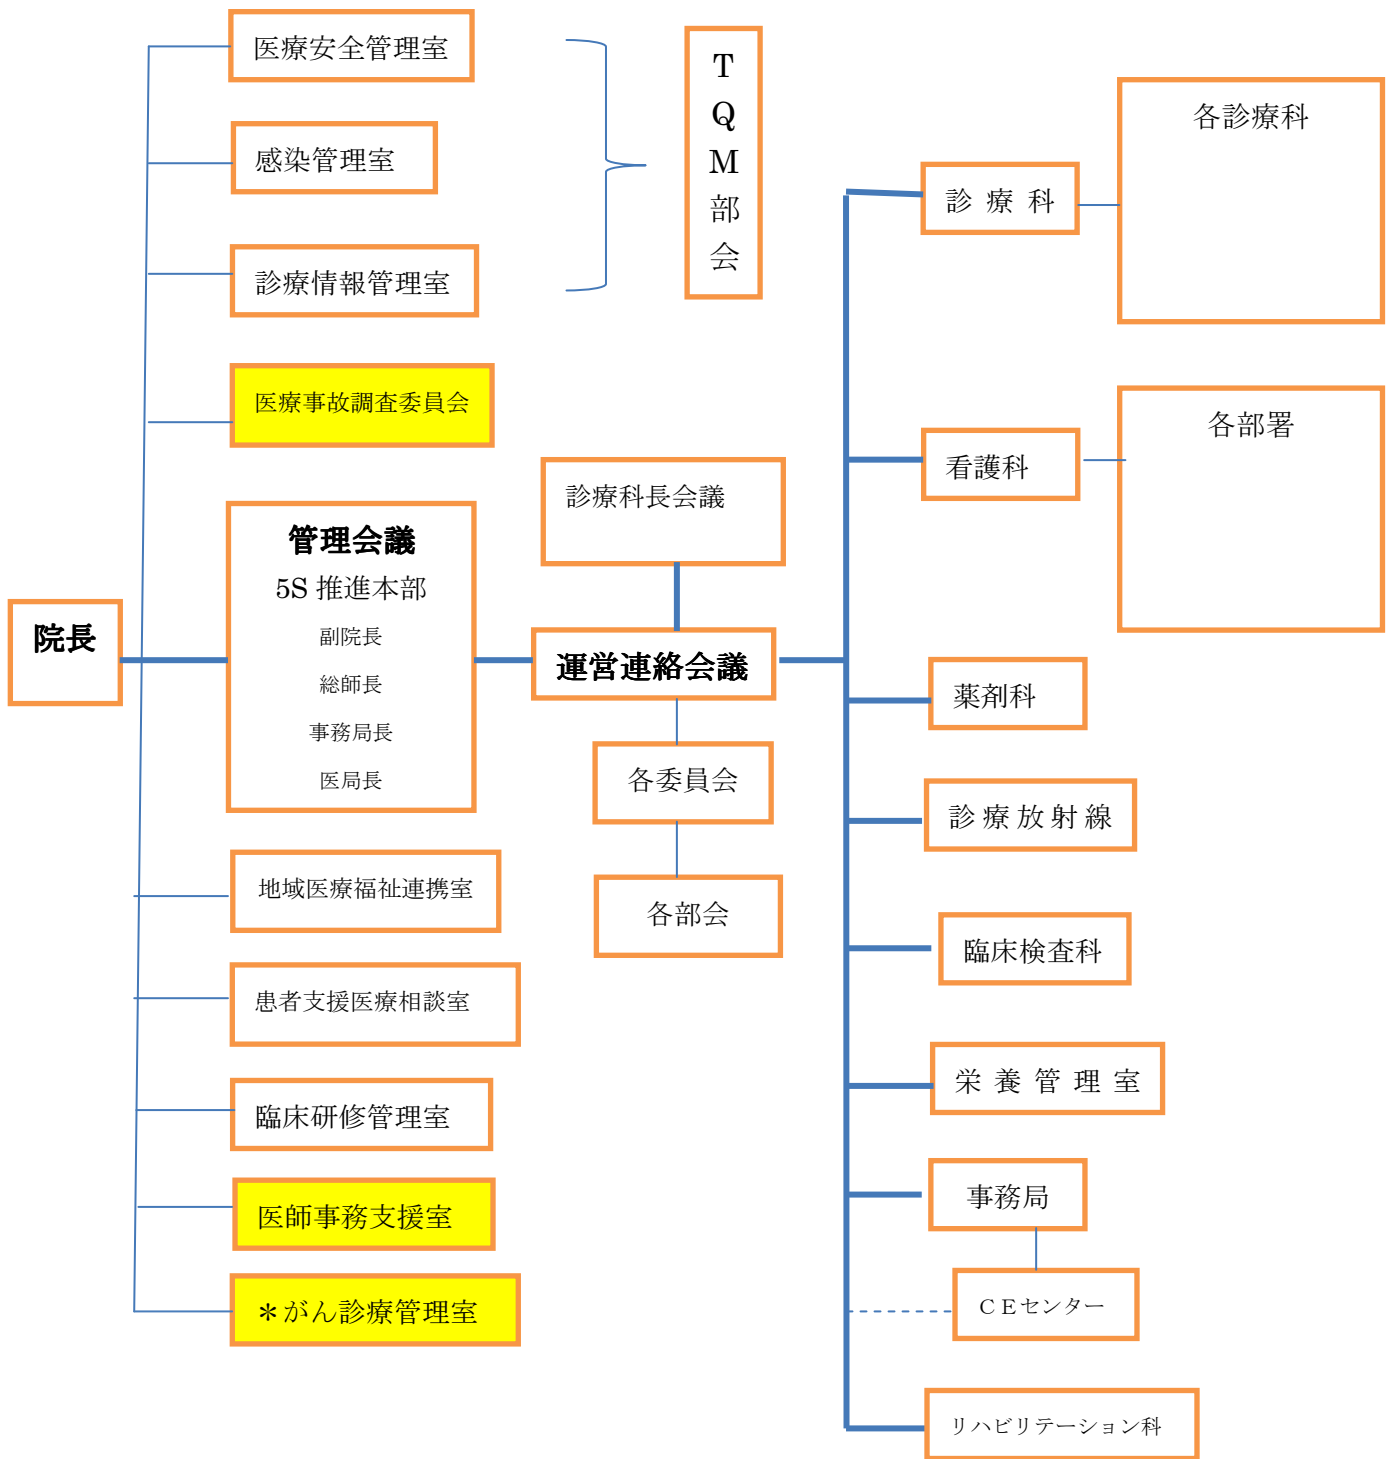 医療安全管理室
感染管理室
診療情報管理室
TQM部会
医療事故調査委員会
院長
管理会議
5S 推進本部
副院長
総師長
事務局長
医局長
診療科長会議
運営連絡会議
各委員会
各部会
地域医療福祉連携室
患者支援医療相談室
臨床研修管理室
医師事務支援室
＊がん診療管理室
診 療 科
各診療科
看護科
各部署
薬剤科
診 療 放 射 線
臨床検査科
栄 養 管 理 室
事務局
ＣＥセンター
リハビリテーション科